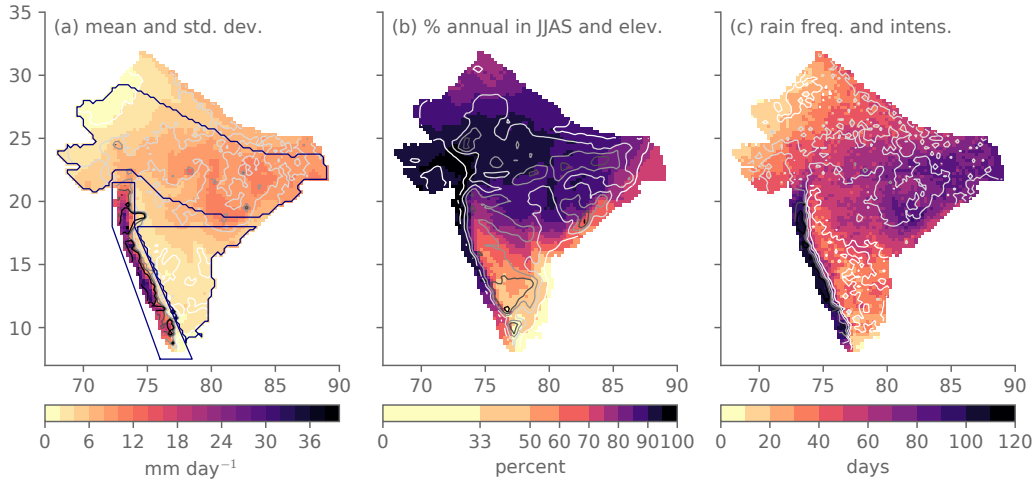 (a) mean and std. dev.
(b) % annual in JJAS and elev.
(c) rain freq. and intens.
35
30
25
20
15
10
70 75 80 85 90
70 75 80 85 90
70 75 80 85 90
0 6 12 18 24 30 36
0 33 50 60 70 80 90 100
0 20 40 60 80 100 120
mm day⁻¹
percent
days